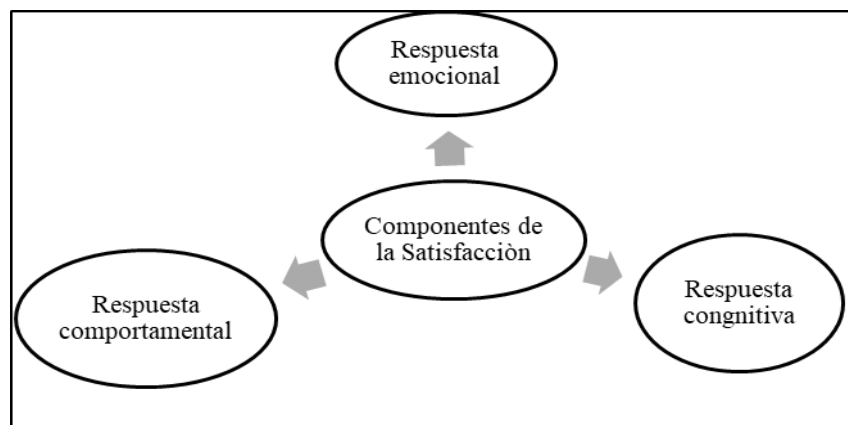 Respuesta
emocional
Componentes de
la Satisfacciòn
Respuesta
comportamental
Respuesta
congnitiva